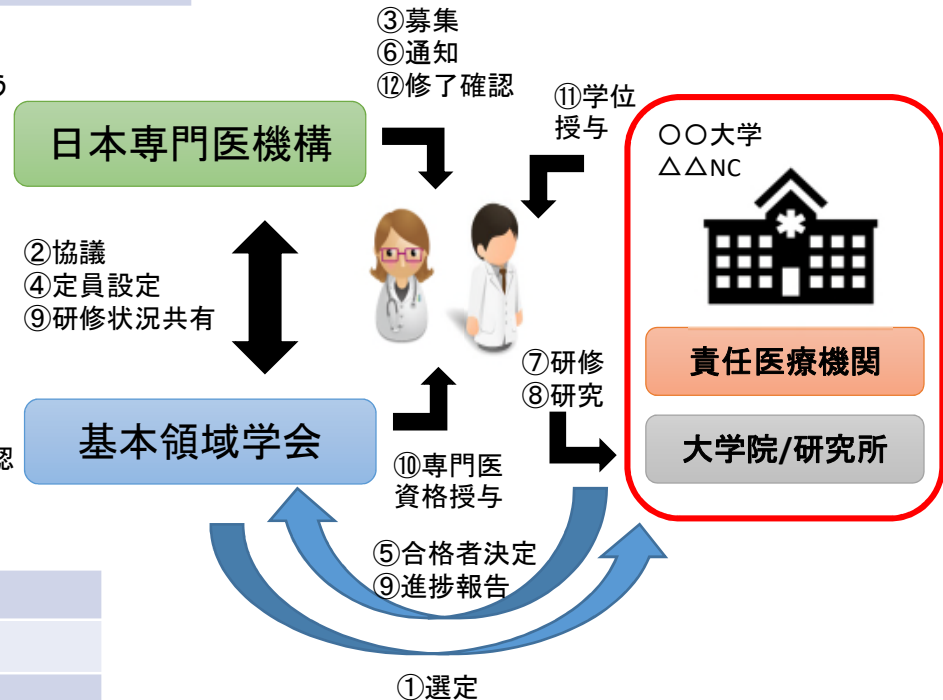 ③募集
⑥通知
⑫修了確認
う
日本専門医機構
⑪学位
授与
〇〇大学
△△NC
②協議
④定員設定
⑨研修状況共有
⑦研修
⑧研究
責任医療機関
認
基本領域学会
大学院/研究所
⑩専門医
資格授与
⑤合格者決定
⑨進捗報告
①選定